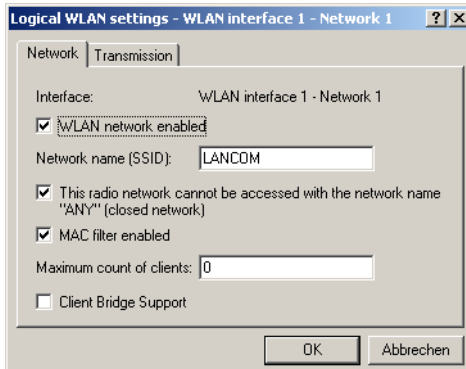 Logical WLAN settings - WLAN interface 1 - Network 1
Network Transmission
Interface: WLAN interface 1 - Network 1
WLAN network enabled
Network name (SSID): LANCOM
This radio network cannot be accessed with the network name
"ANY" (closed network)
MAC filter enabled
Maximum count of clients: 0
Client Bridge Support
OK Abbrechen